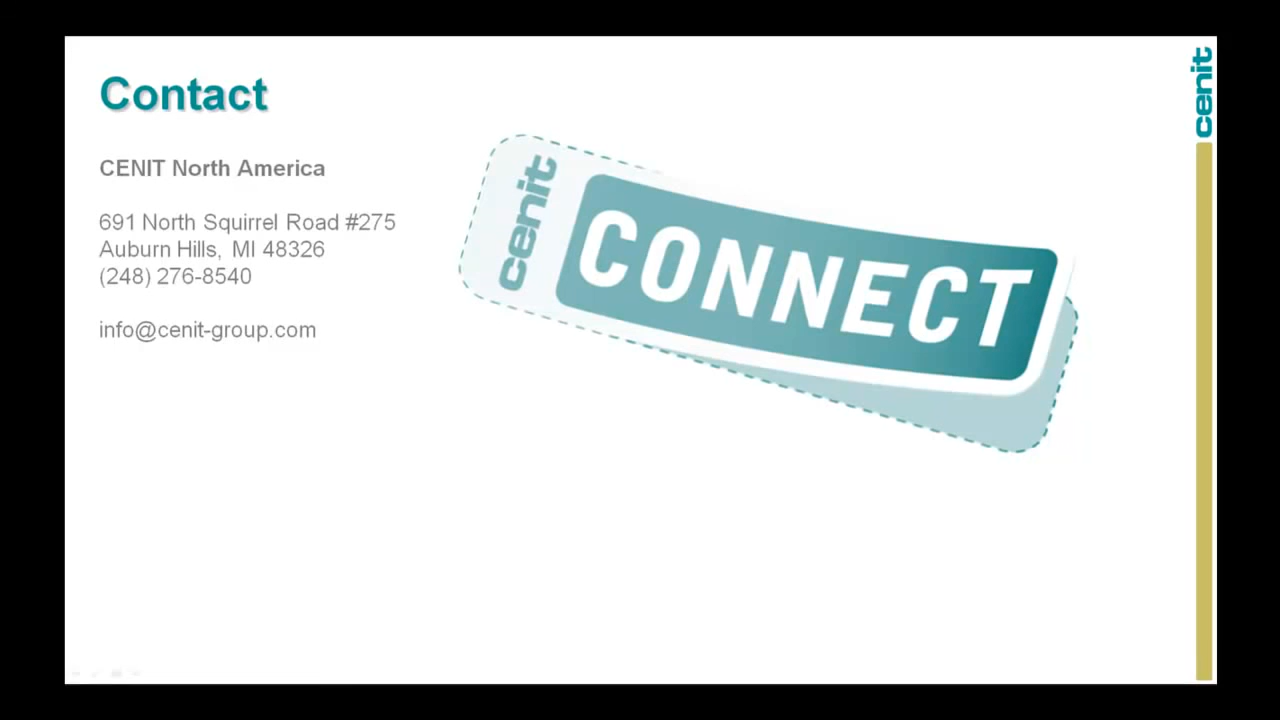 Contact
CENIT North America
691 North Squirrel Road #275
Auburn Hills, MI 48326
(248) 276-8540
info@cenit-group.com
cenit
CONNECT
cenit